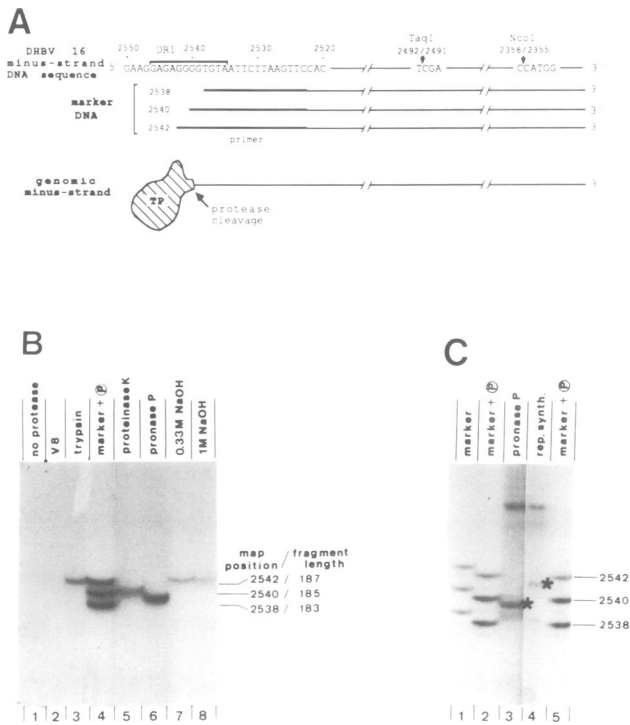 A
DHBV 16
minus-strand
DNA sequence
2550 DR1 2540 2530 2520
TaqI
2492/2491
NcoI
2356/2355
5 GAAGGAGAGGGGTGTAATTCTTAAGTTCCAC TCGA CCATGG 3
marker
DNA
2538 3
2540 3
2542 3
primer
genomic
minus-strand
TP
3
protease
cleavage
B
no protease
V8
trypsin
marker + P
proteinase K
pronase P
0.33M NaOH
1M NaOH
map position / fragment length
2542 / 187
2540 / 185
2538 / 183
1 2 3 4 5 6 7 8
C
marker
marker + P
pronase P
rep. synth.
marker + P
2542
2540
2538
1 2 3 4 5